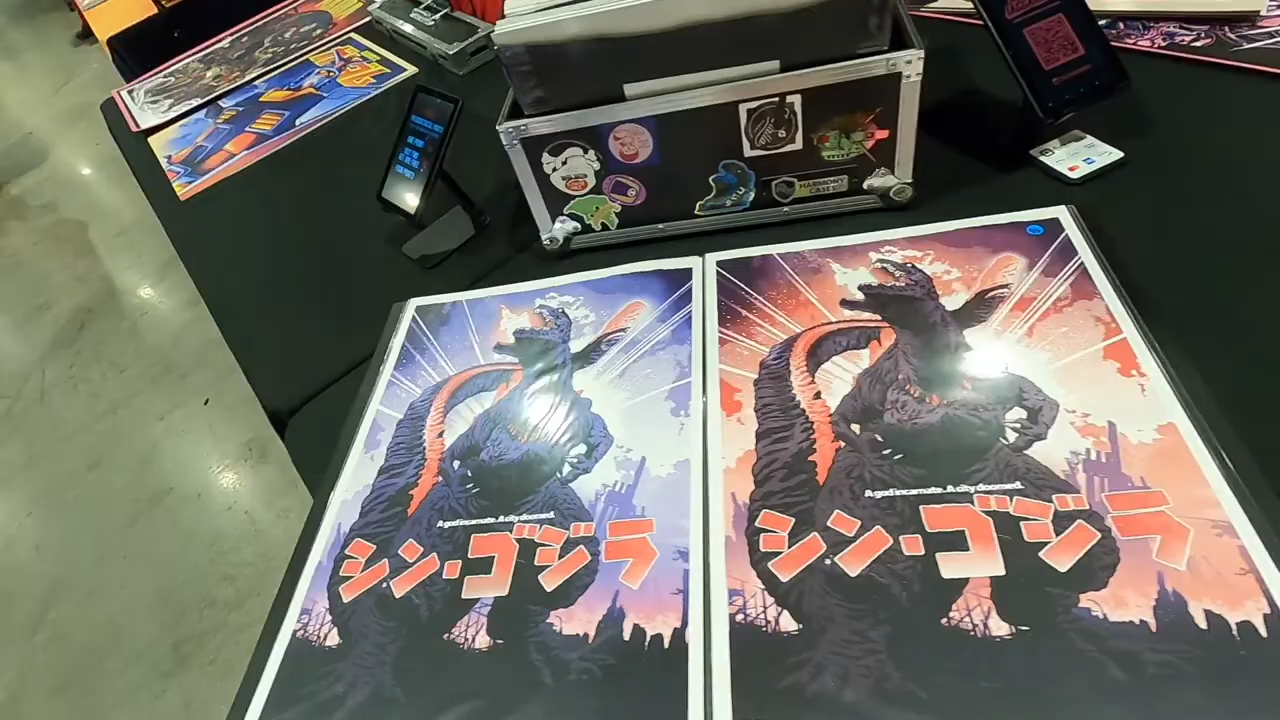 HARMONY
CASES
A god incarnate. A city doomed.
シン・ゴジラ
A god incarnate. A city doomed.
シン・ゴジラ